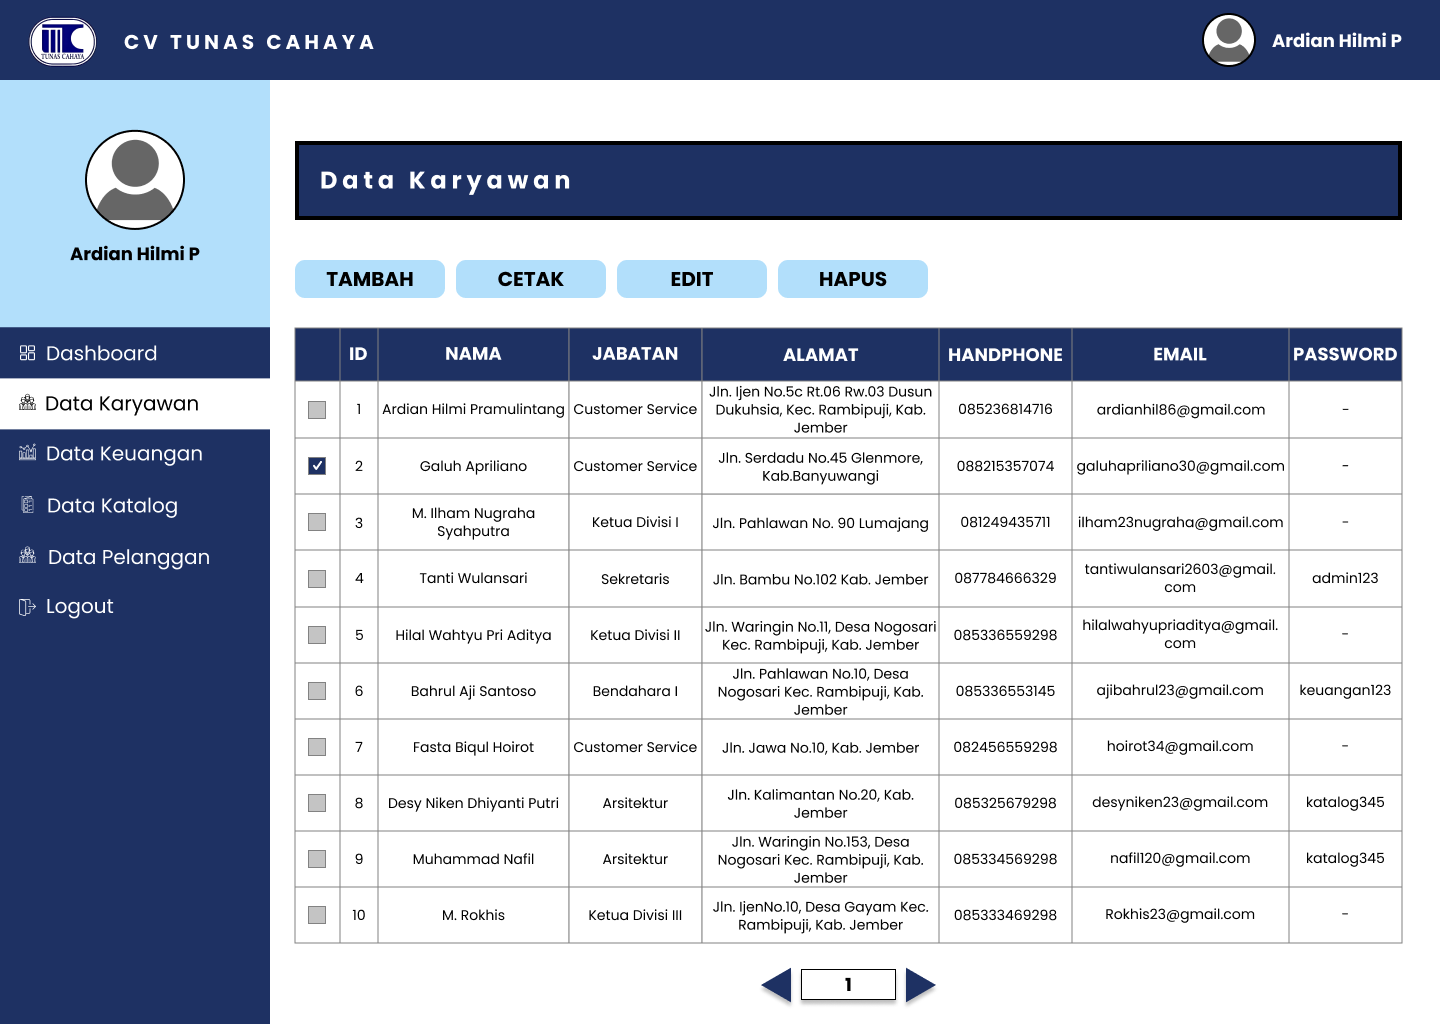 TUNAS CAHAYA
CV TUNAS CAHAYA
Ardian Hilmi P
Ardian Hilmi P
Dashboard
Data Karyawan
Data Keuangan
Data Katalog
Data Pelanggan
Logout
Data Karyawan
TAMBAH CETAK EDIT HAPUS
ID NAMA JABATAN ALAMAT HANDPHONE EMAIL PASSWORD
1 Ardian Hilmi Pramulintang Customer Service Jln. Ijen No.5c Rt.06 Rw.03 Dusun
Dukuhsia, Kec. Rambipuji, Kab.
Jember 085236814716 ardianhil86@gmail.com -
2 Galuh Apriliano Customer Service Jln. Serdadu No.45 Glenmore,
Kab.Banyuwangi 088215357074 galuhapriliano30@gmail.com -
3 M. Ilham Nugraha
Syahputra Ketua Divisi I Jln. Pahlawan No. 90 Lumajang 081249435711 ilham23nugraha@gmail.com -
4 Tanti Wulansari Sekretaris Jln. Bambu No.102 Kab. Jember 087784666329 tantiwulansari2603@gmail.
com admin123
5 Hilal Wahtyu Pri Aditya Ketua Divisi II Jln. Waringin No.11, Desa Nogosari
Kec. Rambipuji, Kab. Jember 085336559298 hilalwahyupriaditya@gmail.
com -
6 Bahrul Aji Santoso Bendahara I Jln. Pahlawan No.10, Desa
Nogosari Kec. Rambipuji, Kab.
Jember 085336553145 ajibahrul23@gmail.com keuangan123
7 Fasta Biqul Hoirot Customer Service Jln. Jawa No.10, Kab. Jember 082456559298 hoirot34@gmail.com -
8 Desy Niken Dhiyanti Putri Arsitektur Jln. Kalimantan No.20, Kab.
Jember 085325679298 desyniken23@gmail.com katalog345
9 Muhammad Nafil Arsitektur Jln. Waringin No.153, Desa
Nogosari Kec. Rambipuji, Kab.
Jember 085334569298 nafil120@gmail.com katalog345
10 M. Rokhis Ketua Divisi III Jln. IjenNo.10, Desa Gayam Kec.
Rambipuji, Kab. Jember 085333469298 Rokhis23@gmail.com -
1